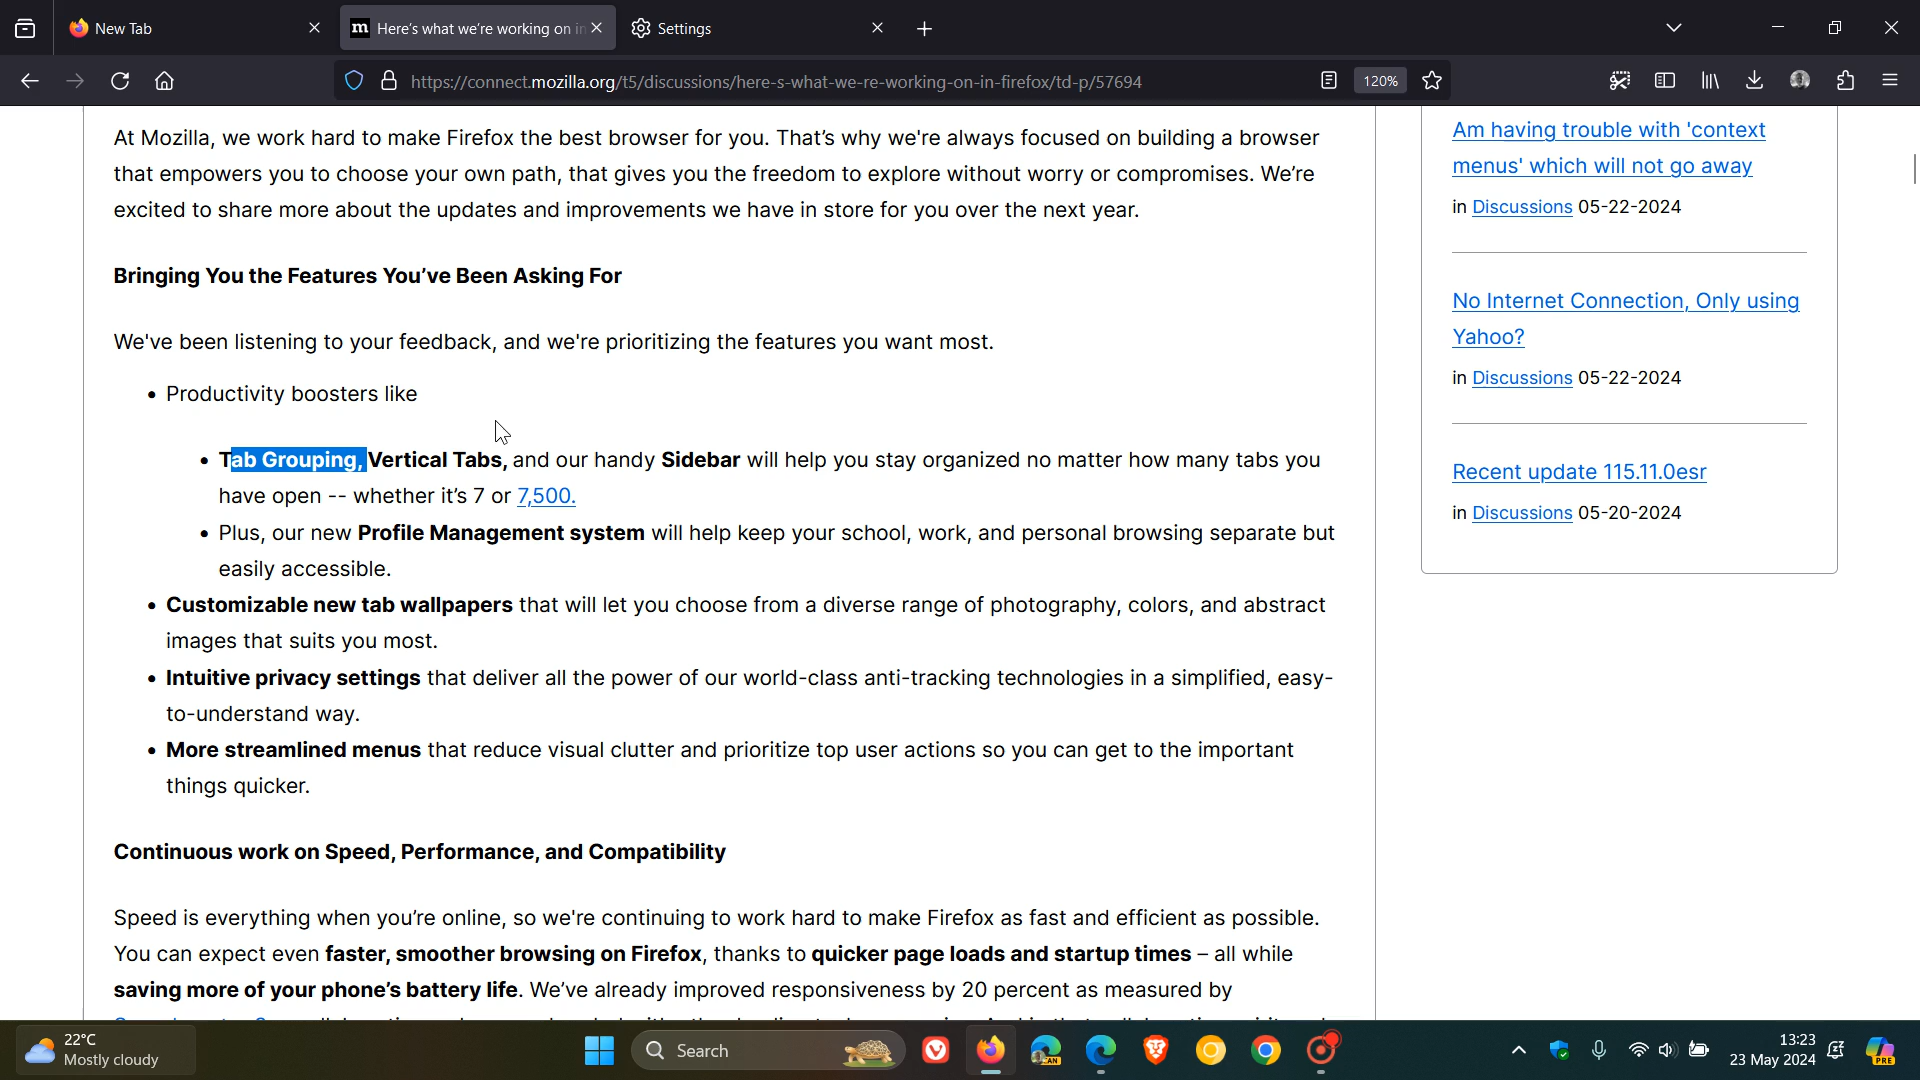 New Tab
Here's what we're working on in
Settings
https://connect.mozilla.org/t5/discussions/here-s-what-we-re-working-on-in-firefox/td-p/57694
120%
At Mozilla, we work hard to make Firefox the best browser for you. That's why we're always focused on building a browser
that empowers you to choose your own path, that gives you the freedom to explore without worry or compromises. We're
excited to share more about the updates and improvements we have in store for you over the next year.
Bringing You the Features You've Been Asking For
We've been listening to your feedback, and we're prioritizing the features you want most.
• Productivity boosters like
• Tab Grouping, Vertical Tabs, and our handy Sidebar will help you stay organized no matter how many tabs you
have open -- whether it's 7 or 7,500.
• Plus, our new Profile Management system will help keep your school, work, and personal browsing separate but
easily accessible.
• Customizable new tab wallpapers that will let you choose from a diverse range of photography, colors, and abstract
images that suits you most.
• Intuitive privacy settings that deliver all the power of our world-class anti-tracking technologies in a simplified, easy-
to-understand way.
• More streamlined menus that reduce visual clutter and prioritize top user actions so you can get to the important
things quicker.
Continuous work on Speed, Performance, and Compatibility
Speed is everything when you're online, so we're continuing to work hard to make Firefox as fast and efficient as possible.
You can expect even faster, smoother browsing on Firefox, thanks to quicker page loads and startup times – all while
saving more of your phone's battery life. We've already improved responsiveness by 20 percent as measured by
Am having trouble with 'context
menus' which will not go away
in Discussions 05-22-2024
No Internet Connection, Only using
Yahoo?
in Discussions 05-22-2024
Recent update 115.11.0esr
in Discussions 05-20-2024
22°C
Mostly cloudy
Search
CAN
13:23
23 May 2024
PRE